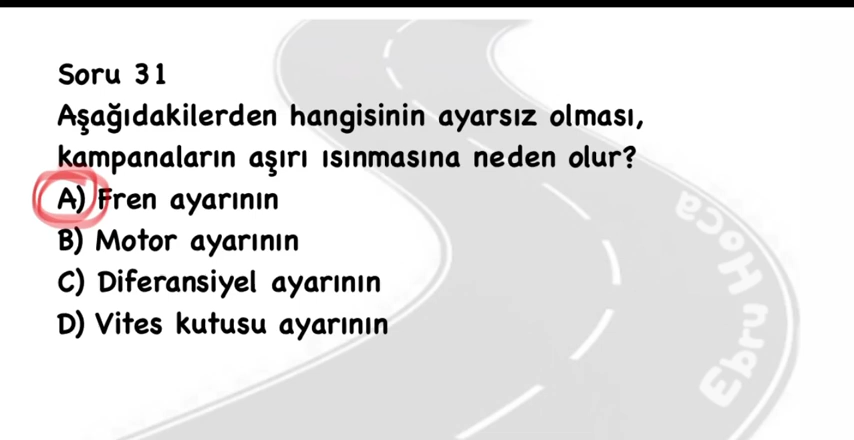 Soru 31
Aşağıdakilerden hangisinin ayarsız olması,
kampanaların aşırı ısınmasına neden olur?
A) Fren ayarının
B) Motor ayarının
C) Diferansiyel ayarının
D) Vites kutusu ayarının
Ebru Hoca